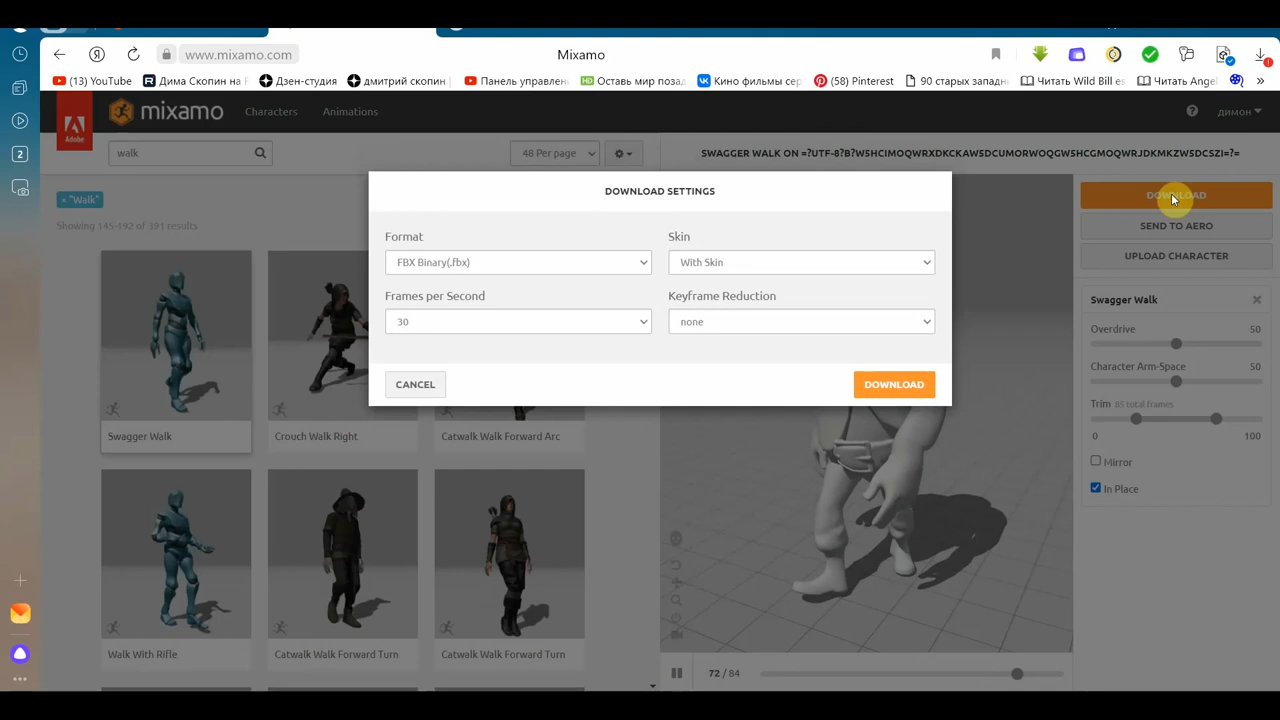 www.mixamo.com
Mixamo
(13) YouTube
Дима Скопин на R
Дзен-студия
дмитрий скопин
Панель управлен
Оставь мир позад
Кино фильмы сер
(58) Pinterest
90 старых западн
Читать Wild Bill es
Читать Angel
»
Adobe
mixamo
Characters
Animations
димон
walk
48 Per page
SWAGGER WALK ON =?UTF-8?B?W5HCIMOQWRXDKCKAW5DCUMORWOQGW5HCGMOQWRJDKMKZW5DCSZI=?=
× "Walk"
Showing 145-192 of 391 results
DOWNLOAD SETTINGS
Format
Skin
FBX Binary(.fbx)
With Skin
Frames per Second
Keyframe Reduction
30
none
CANCEL
DOWNLOAD
DOWNLOAD
SEND TO AERO
UPLOAD CHARACTER
Swagger Walk
Overdrive 50
Character Arm-Space 50
Trim 85 total frames
0 100
Mirror
In Place
Swagger Walk
Crouch Walk Right
Catwalk Walk Forward Arc
Walk With Rifle
Catwalk Walk Forward Turn
Catwalk Walk Forward Turn
72 / 84
2